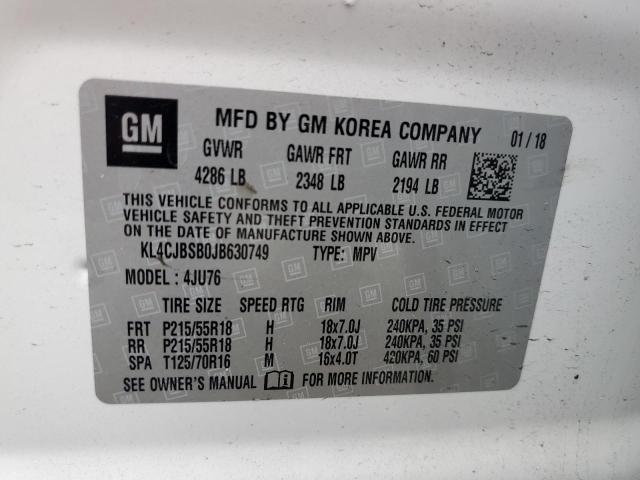 GM
MFD BY GM KOREA COMPANY 01 / 18
GVWR GAWR FRT GAWR RR
4286 LB 2348 LB 2194 LB
THIS VEHICLE CONFORMS TO ALL APPLICABLE U.S. FEDERAL MOTOR
VEHICLE SAFETY AND THEFT PREVENTION STANDARDS IN EFFECT
ON THE DATE OF MANUFACTURE SHOWN ABOVE.
KL4CJBSB0JB630749 TYPE: MPV
MODEL : 4JU76
TIRE SIZE SPEED RTG RIM COLD TIRE PRESSURE
FRT P215/55R18 H 18x7.0J 240KPA, 35 PSI
RR P215/55R18 H 18x7.0J 240KPA, 35 PSI
SPA T125/70R16 M 16x4.0T 420KPA, 60 PSI
SEE OWNER'S MANUAL FOR MORE INFORMATION.